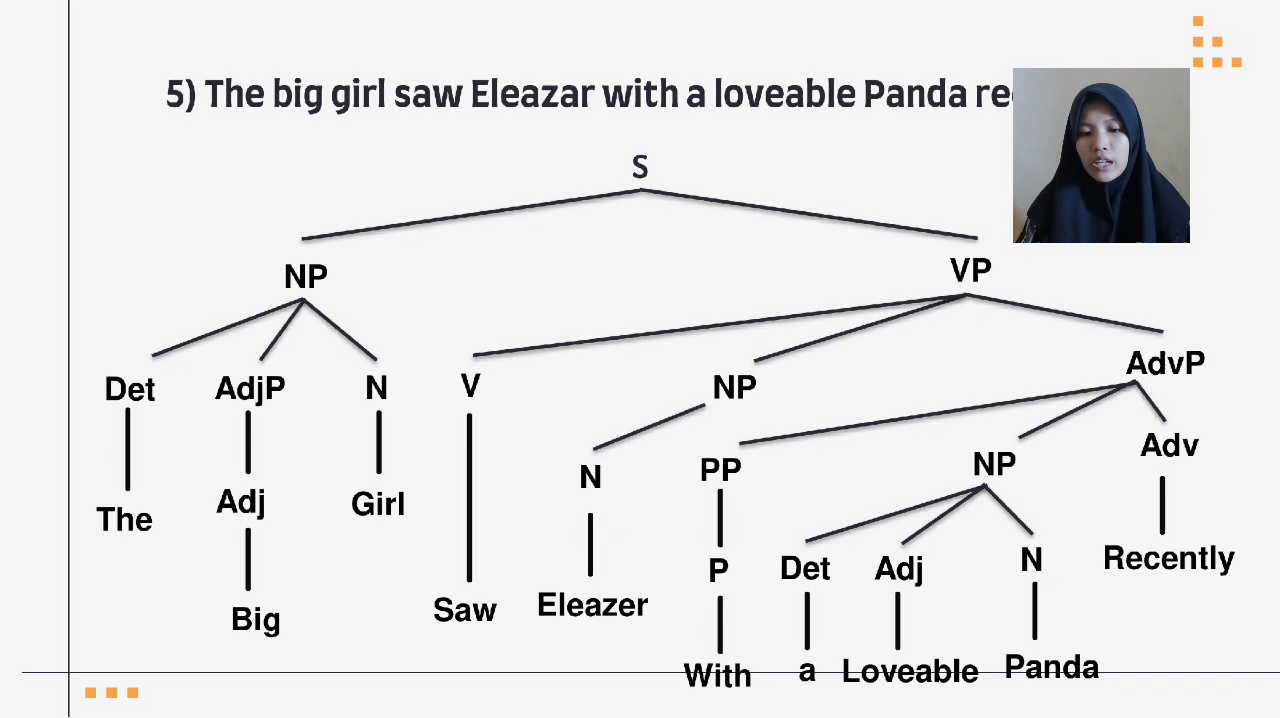 5) The big girl saw Eleazar with a loveable Panda
S
NP VP
Det AdjP N V NP AdvP
The Adj Girl N PP NP Adv
Big Saw Eleazer P Det Adj N Recently
With a Loveable Panda